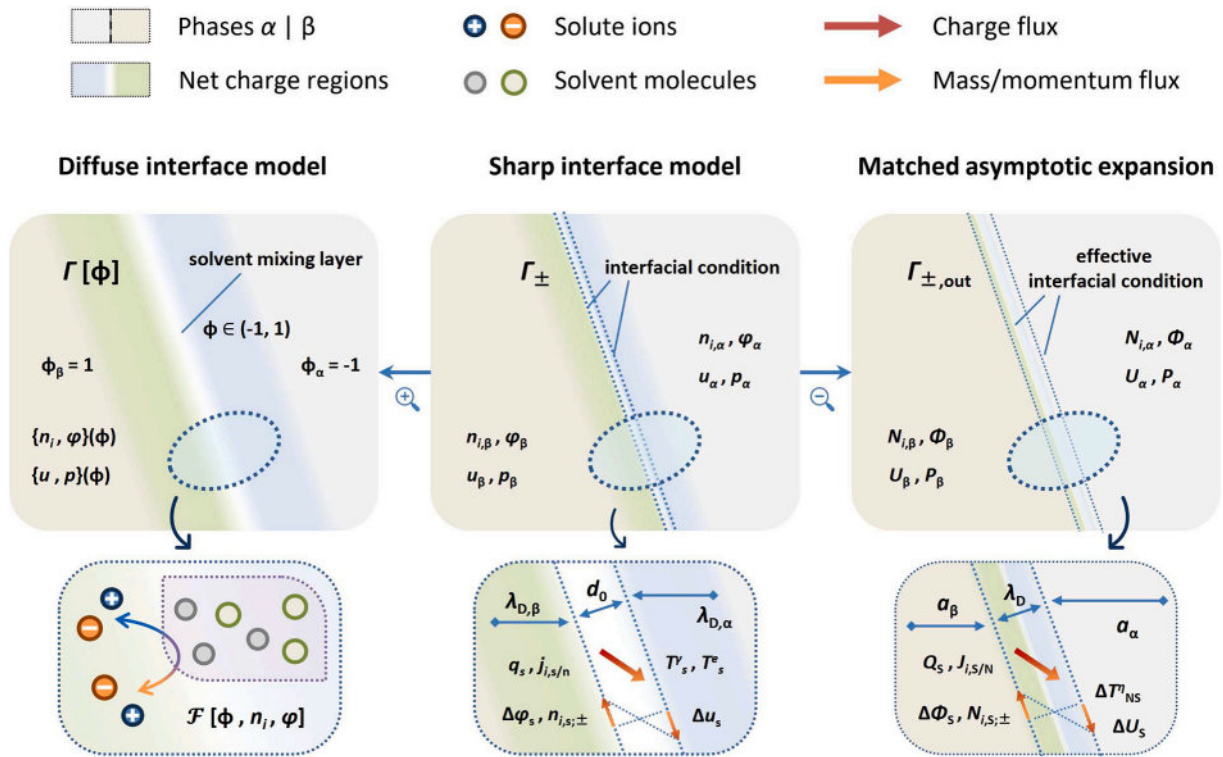 Phases α | β
Solute ions
Charge flux
Net charge regions
Solvent molecules
Mass/momentum flux
Diffuse interface model
Sharp interface model
Matched asymptotic expansion
Γ [ϕ]
solvent mixing layer
ϕ ∈ (-1, 1)
ϕβ = 1
ϕα = -1
{ni , φ}(ϕ)
{u , p}(ϕ)
Γ±
interfacial condition
ni,α , φα
uα , pα
ni,β , φβ
uβ , pβ
Γ±,out
effective
interfacial condition
Ni,α , Φα
Uα , Pα
Ni,β , Φβ
Uβ , Pβ
ℱ [ϕ , ni , φ]
λD,β
d0
λD,α
qs , ji,s/n
Tγs , Tes
Δφs , ni,s;±
Δus
aβ
λD
aα
QS , Ji,S/N
ΔTηNS
ΔΦS , Ni,S;±
ΔUS